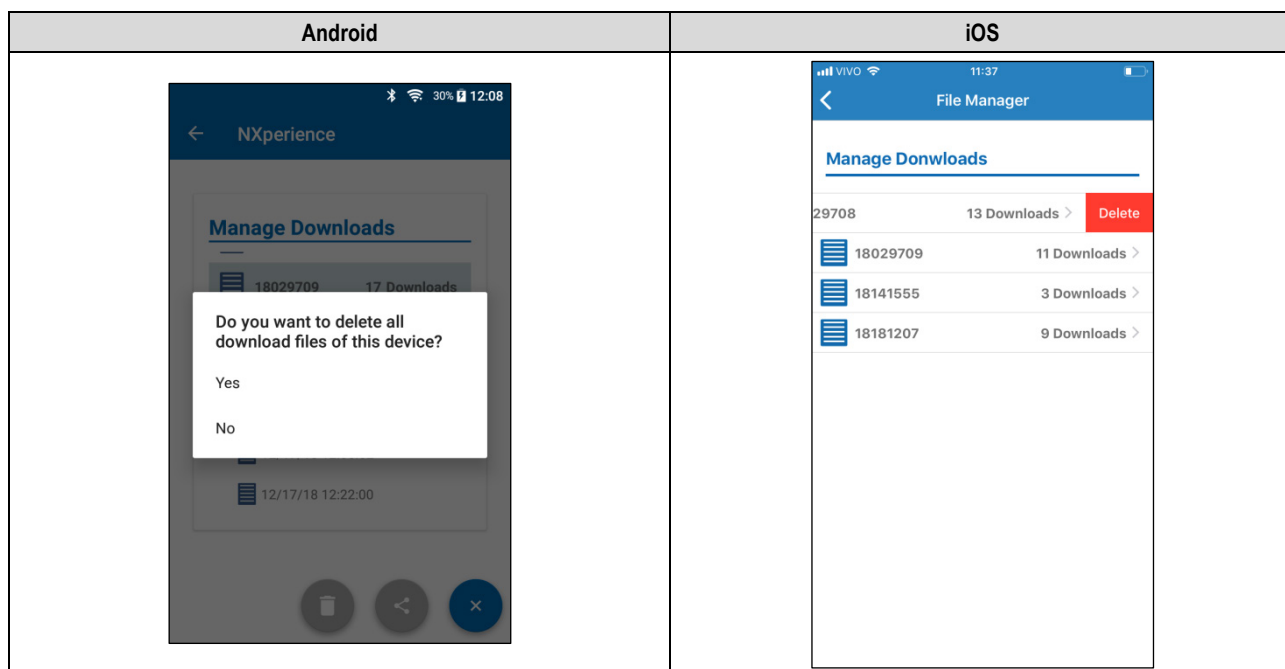 Android
iOS
30% 12:08
NXperience
Manage Downloads
18029709 17 Downloads
Do you want to delete all
download files of this device?
Yes
No
12/17/18 12:22:00
VIVO 11:37
File Manager
Manage Donwloads
29708 13 Downloads Delete
18029709 11 Downloads
18141555 3 Downloads
18181207 9 Downloads